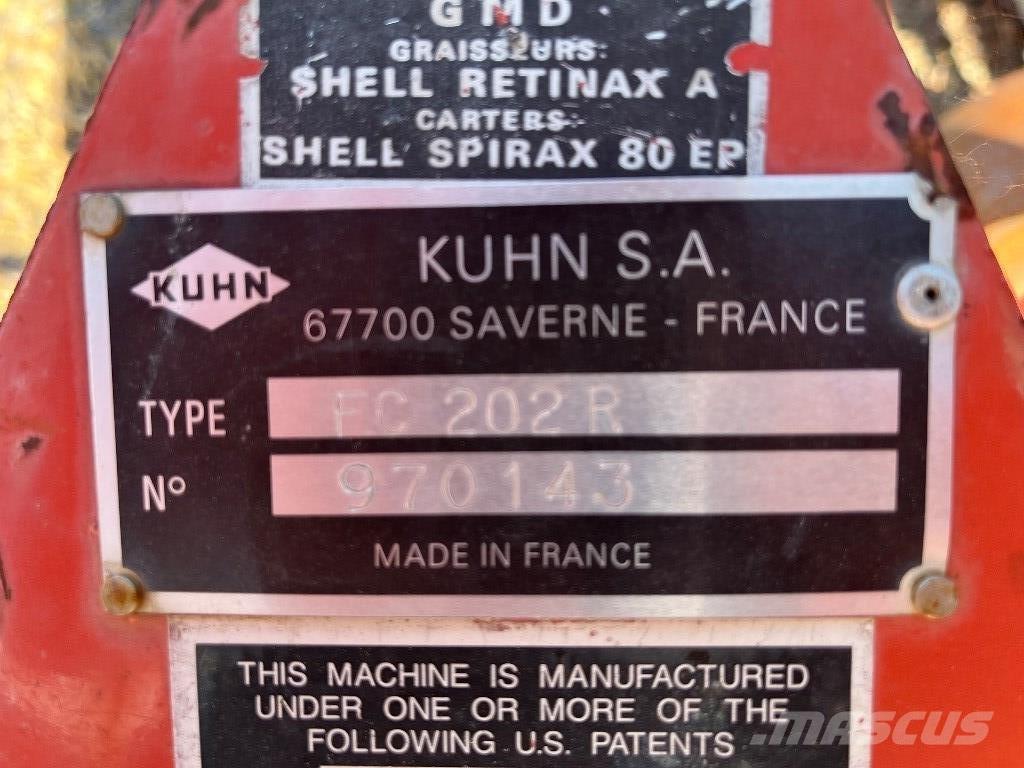 GMD
GRAISSEURS:
SHELL RETINAX A
CARTERS:
SHELL SPIRAX 80 EP
KUHN
KUHN S.A.
67700 SAVERNE - FRANCE
TYPE FC 202 R
N° 970143
MADE IN FRANCE
THIS MACHINE IS MANUFACTURED
UNDER ONE OR MORE OF THE
FOLLOWING U.S. PATENTS
MASCUS